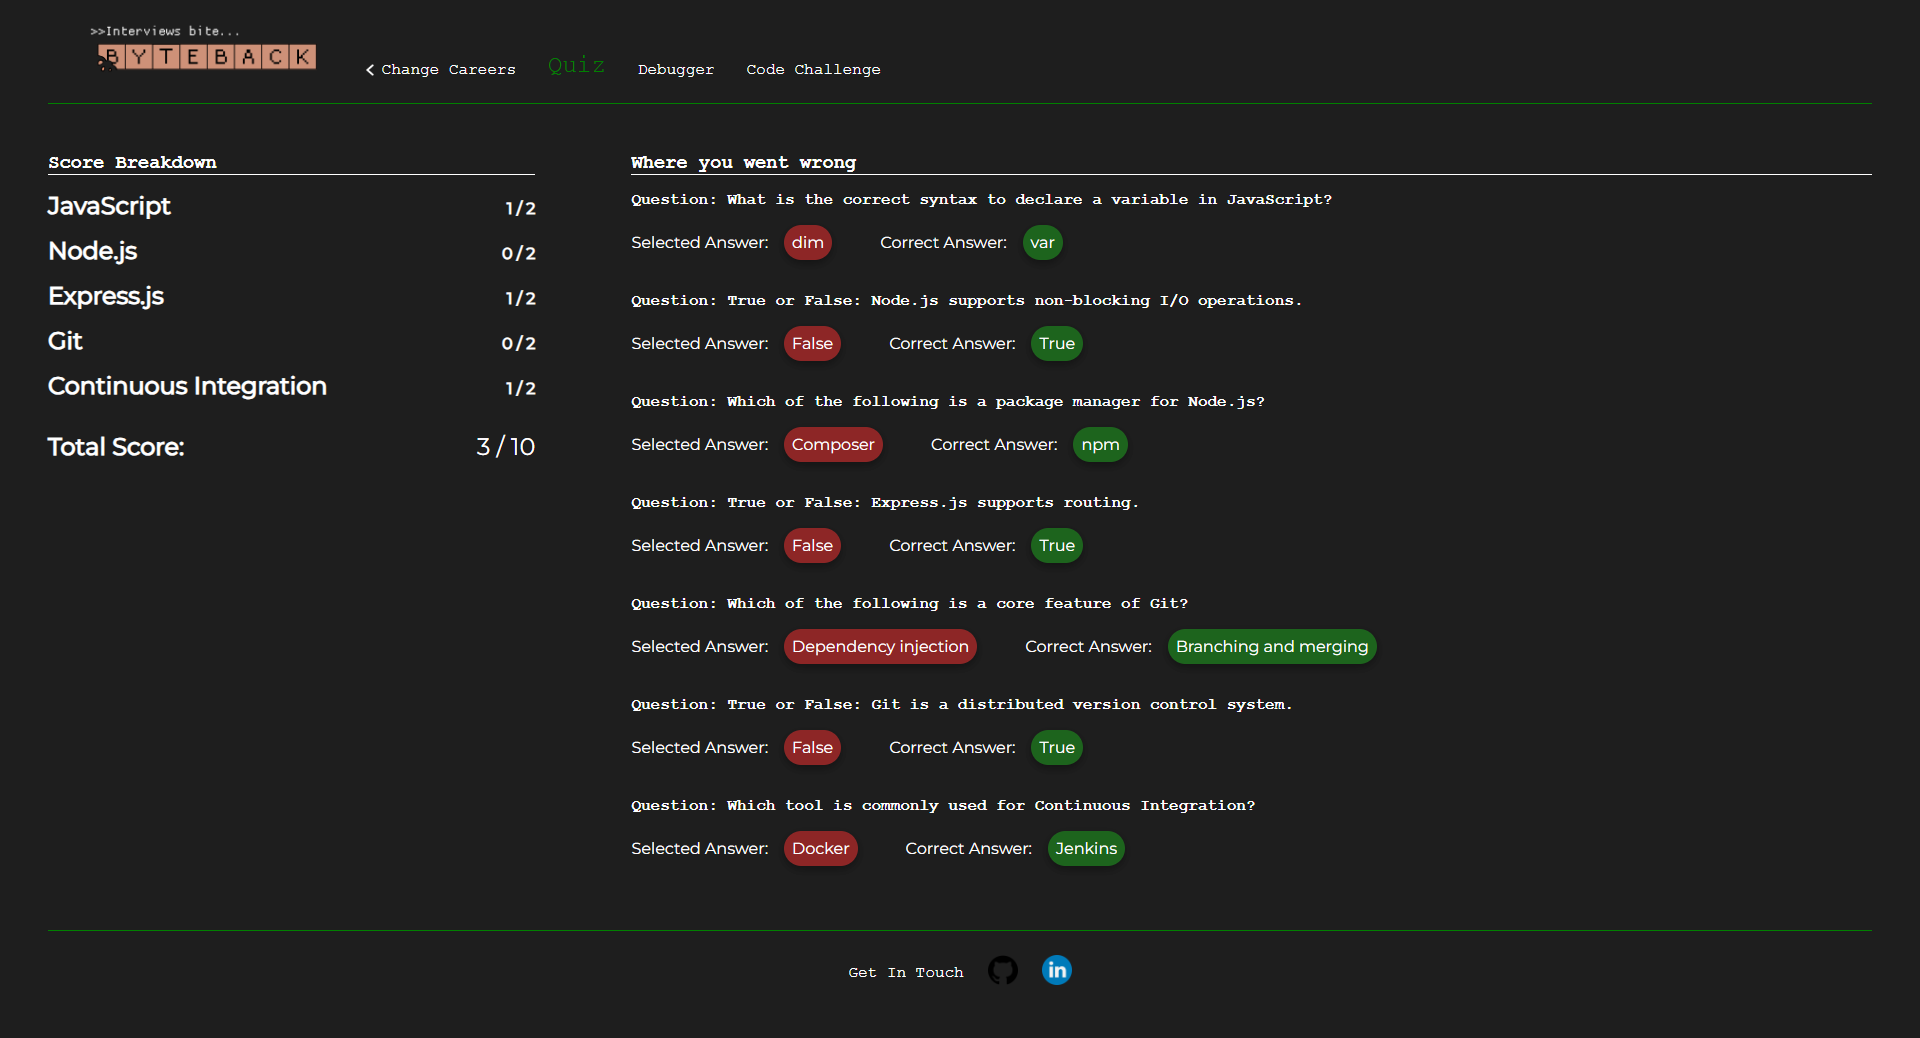 >>Interviews bite...
BYTEBACK
Change Careers Quiz Debugger Code Challenge
Score Breakdown
JavaScript 1 / 2
Node.js 0 / 2
Express.js 1 / 2
Git 0 / 2
Continuous Integration 1 / 2
Total Score: 3 / 10
Where you went wrong
Question: What is the correct syntax to declare a variable in JavaScript?
Selected Answer: dim Correct Answer: var
Question: True or False: Node.js supports non-blocking I/O operations.
Selected Answer: False Correct Answer: True
Question: Which of the following is a package manager for Node.js?
Selected Answer: Composer Correct Answer: npm
Question: True or False: Express.js supports routing.
Selected Answer: False Correct Answer: True
Question: Which of the following is a core feature of Git?
Selected Answer: Dependency injection Correct Answer: Branching and merging
Question: True or False: Git is a distributed version control system.
Selected Answer: False Correct Answer: True
Question: Which tool is commonly used for Continuous Integration?
Selected Answer: Docker Correct Answer: Jenkins
Get In Touch in